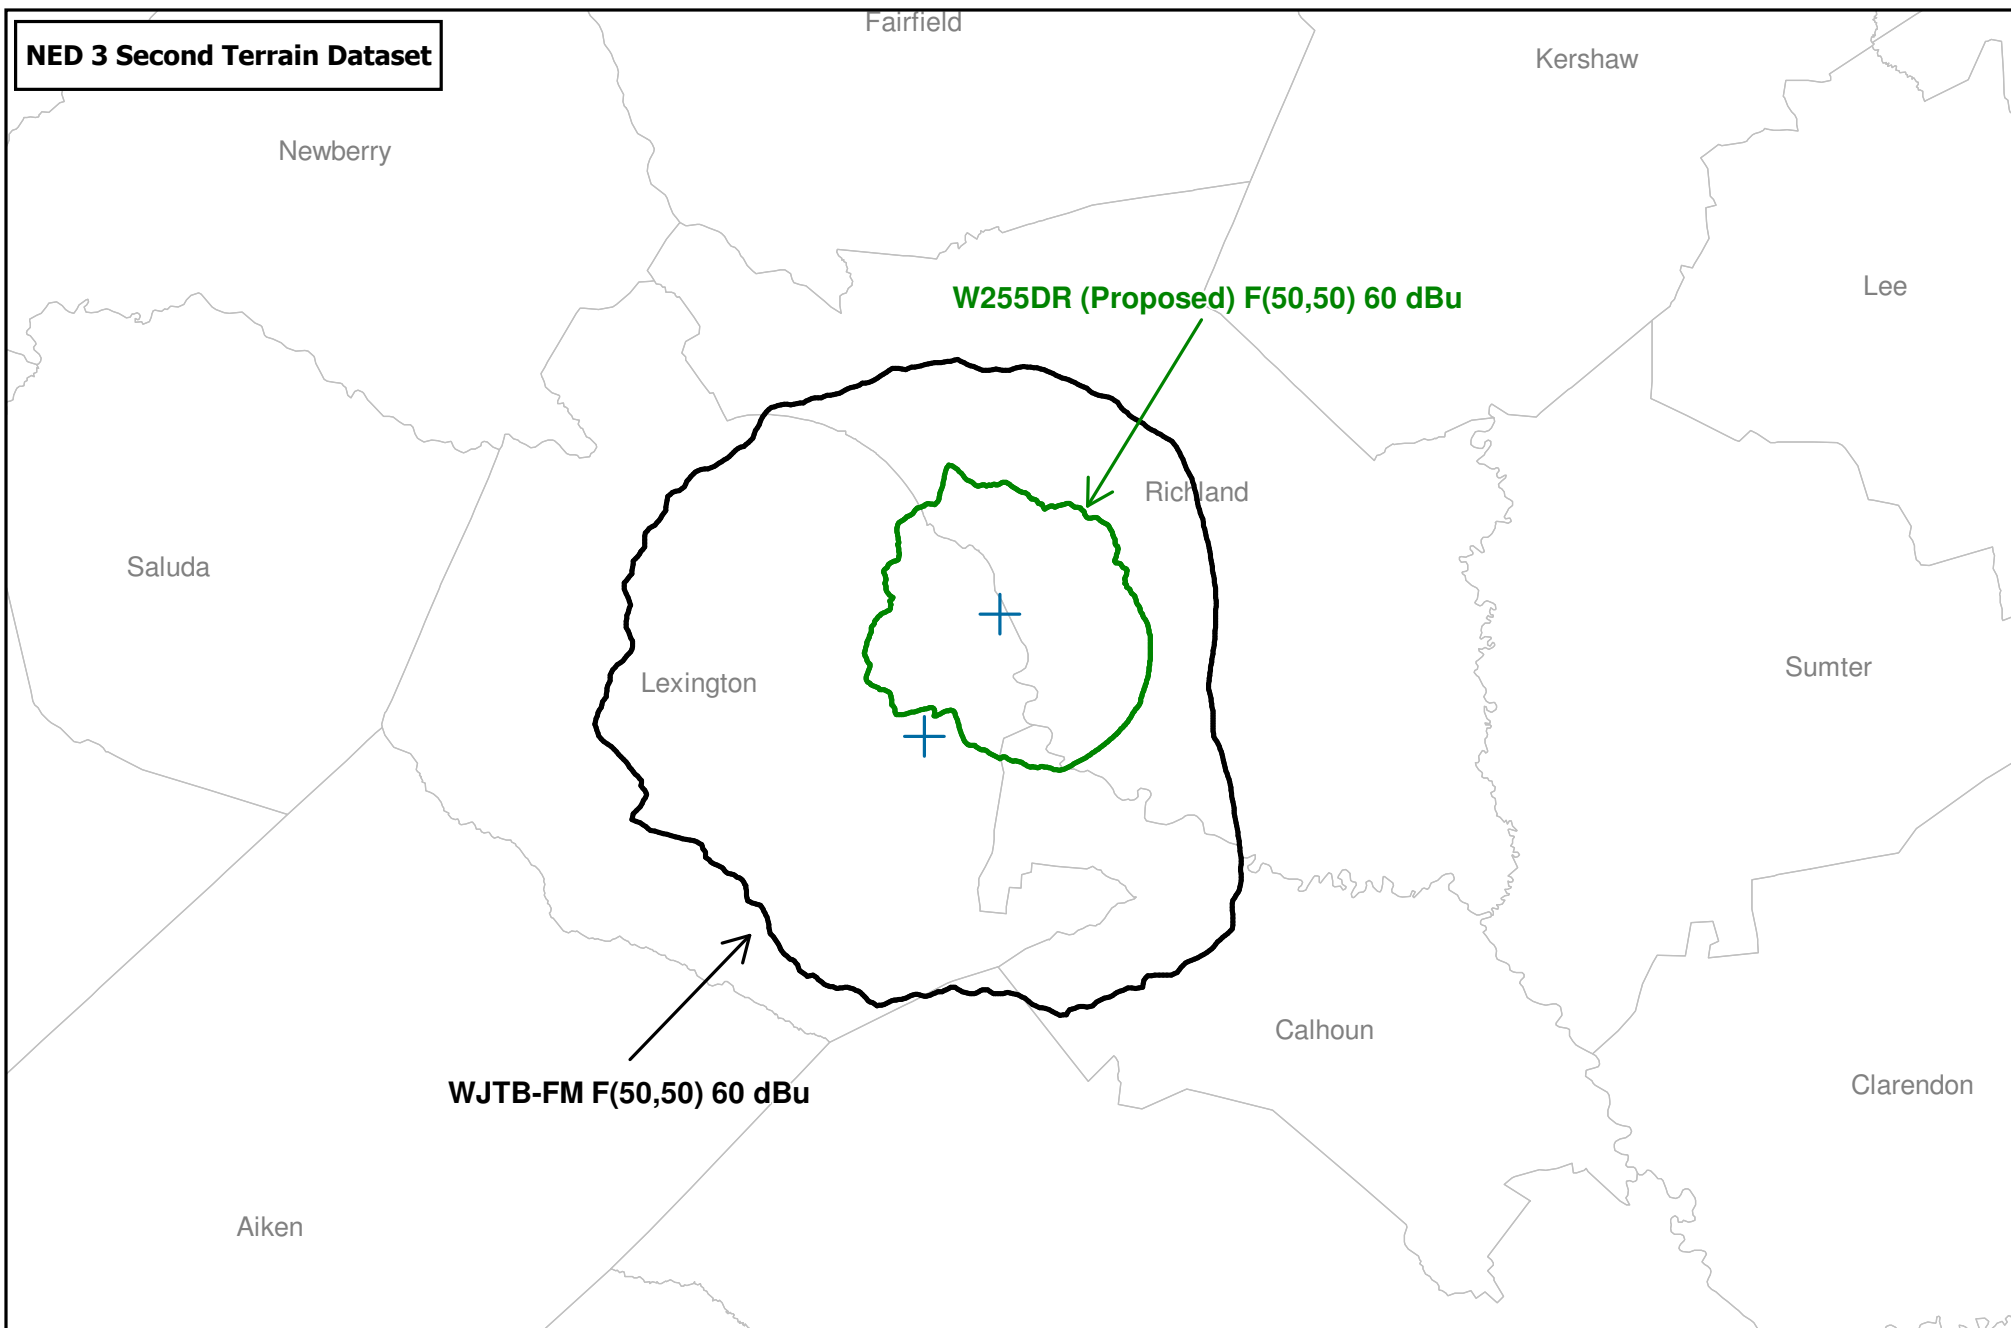 Fairfield
NED 3 Second Terrain Dataset
Kershaw
Newberry
W255DR (Proposed) F(50,50) 60 dBu
Lee
Richland
Saluda
Lexington
Sumter
Calhoun
WJTB-FM F(50,50) 60 dBu
Clarendon
Aiken